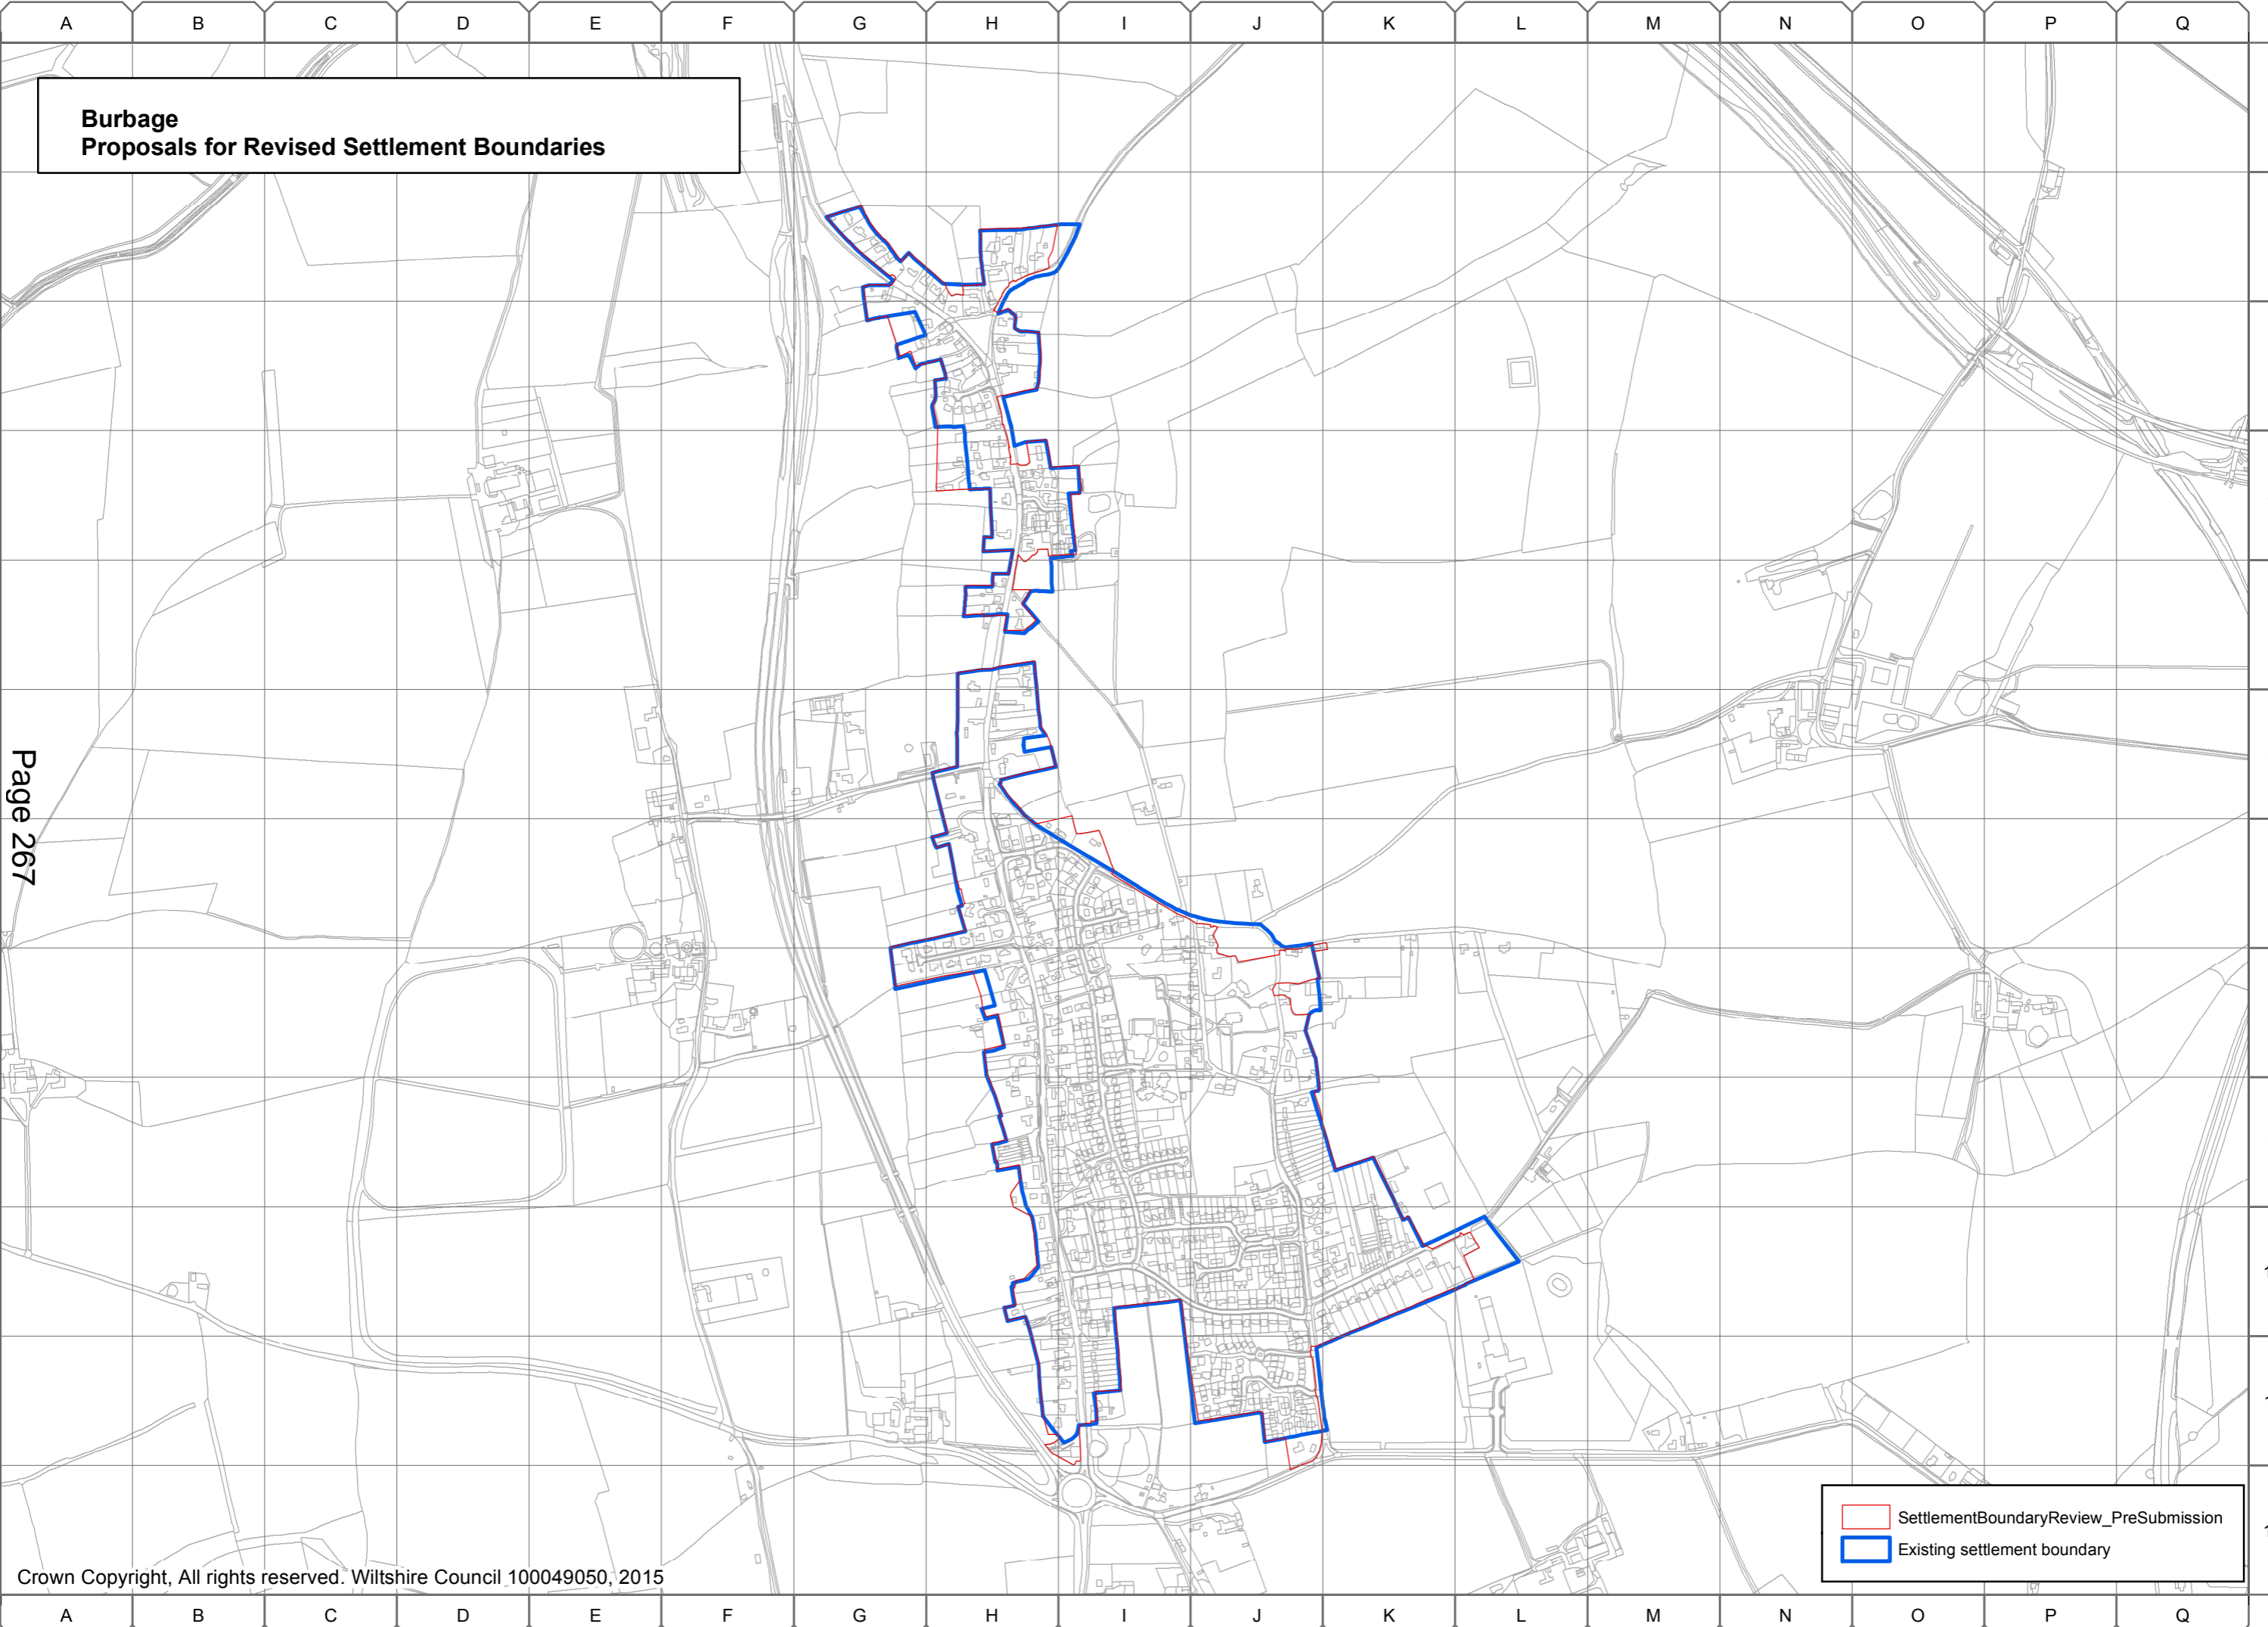 A B C D E F G H I J K L M N O P Q
Burbage
Proposals for Revised Settlement Boundaries
Page 267
SettlementBoundaryReview_PreSubmission
Existing settlement boundary
Crown Copyright, All rights reserved. Wiltshire Council 100049050, 2015
A B C D E F G H I J K L M N O P Q